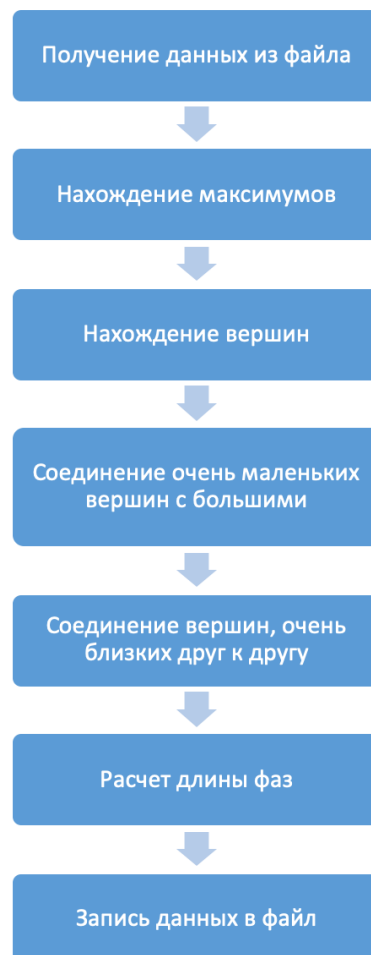 Получение данных из файла
Нахождение максимумов
Нахождение вершин
Соединение очень маленьких
вершин с большими
Соединение вершин, очень
близких друг к другу
Расчет длины фаз
Запись данных в файл